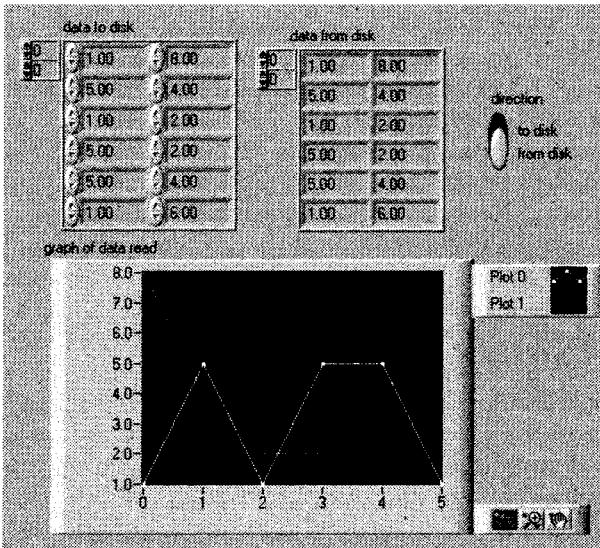 data to disk
data from disk
0 1.00 8.00
0 5.00 4.00
1.00 2.00
5.00 2.00
5.00 4.00
1.00 6.00
0 1.00 8.00
0 5.00 4.00
1.00 2.00
5.00 2.00
5.00 4.00
1.00 6.00
direction
to disk
from disk
graph of data read
8.0
7.0
6.0
5.0
4.0
3.0
2.0
1.0
0 1 2 3 4 5
Plot 0
Plot 1